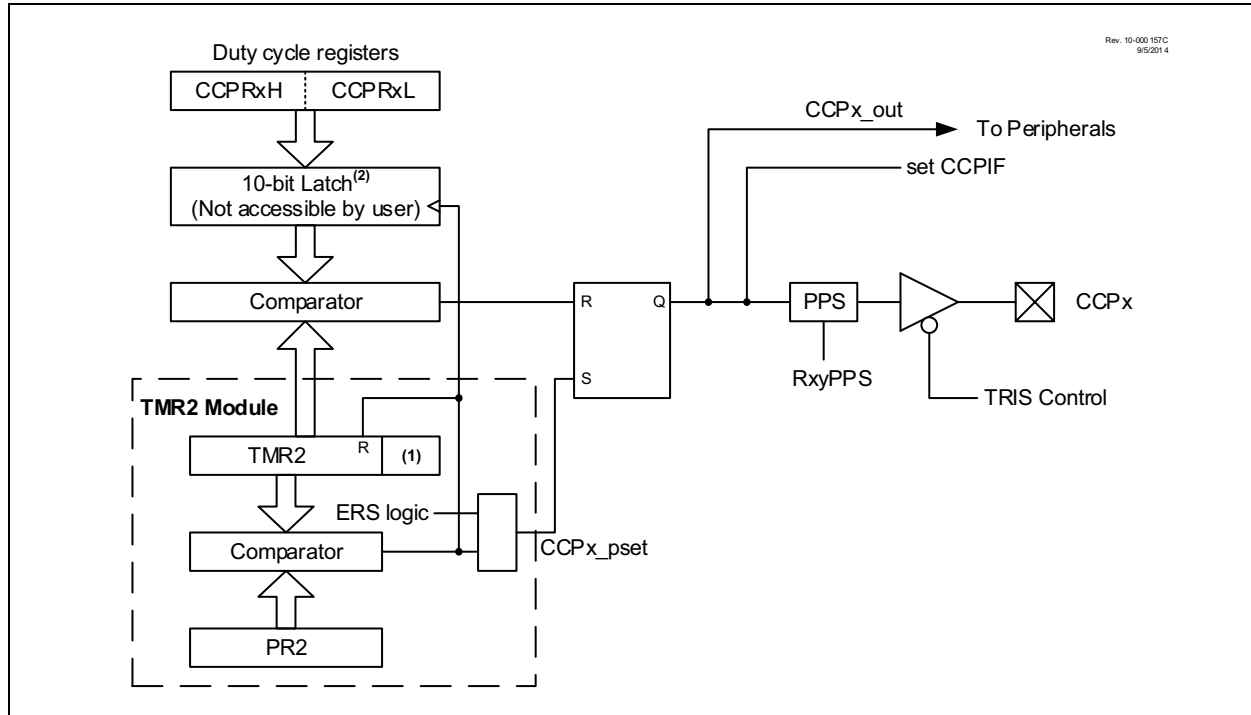 Rev. 10-000 157C
9/5/201 4
Duty cycle registers
CCPRxH CCPRxL
CCPx_out
To Peripherals
set CCPIF
10-bit Latch(2)
(Not accessible by user)
Comparator
R Q
PPS
CCPx
S
RxyPPS
TRIS Control
TMR2 Module
R
TMR2 (1)
ERS logic
Comparator
CCPx_pset
PR2